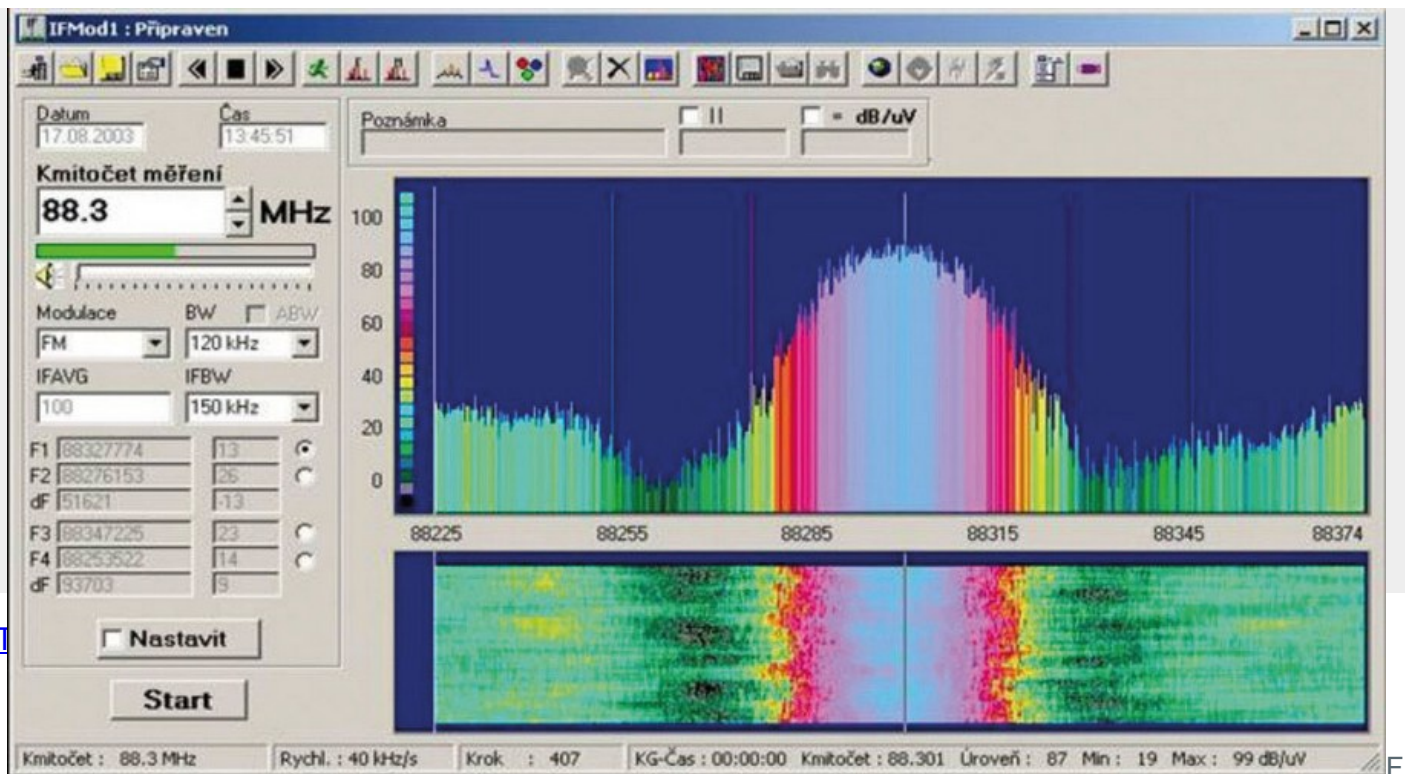 IFMod1 : Připraven
Datum Čas
17.08.2003 13:45:51
Kmitočet měření
88.3 MHz
Modulace BW ABW
FM 120 kHz
IFAVG IFBW
100 150 kHz
F1 88327774 13
F2 88276153 26
dF 51621 -13
F3 88347225 23
F4 88253522 14
dF 93703 9
Nastavit
Start
Poznámka II = dB/uV
100
80
60
40
20
0
88225 88255 88285 88315 88345 88374
Kmitočet : 88.3 MHz Rychl. : 40 kHz/s Krok : 407 KG-Čas : 00:00:00 Kmitočet : 88.301 Úroveň : 87 Min : 19 Max : 99 dB/uV